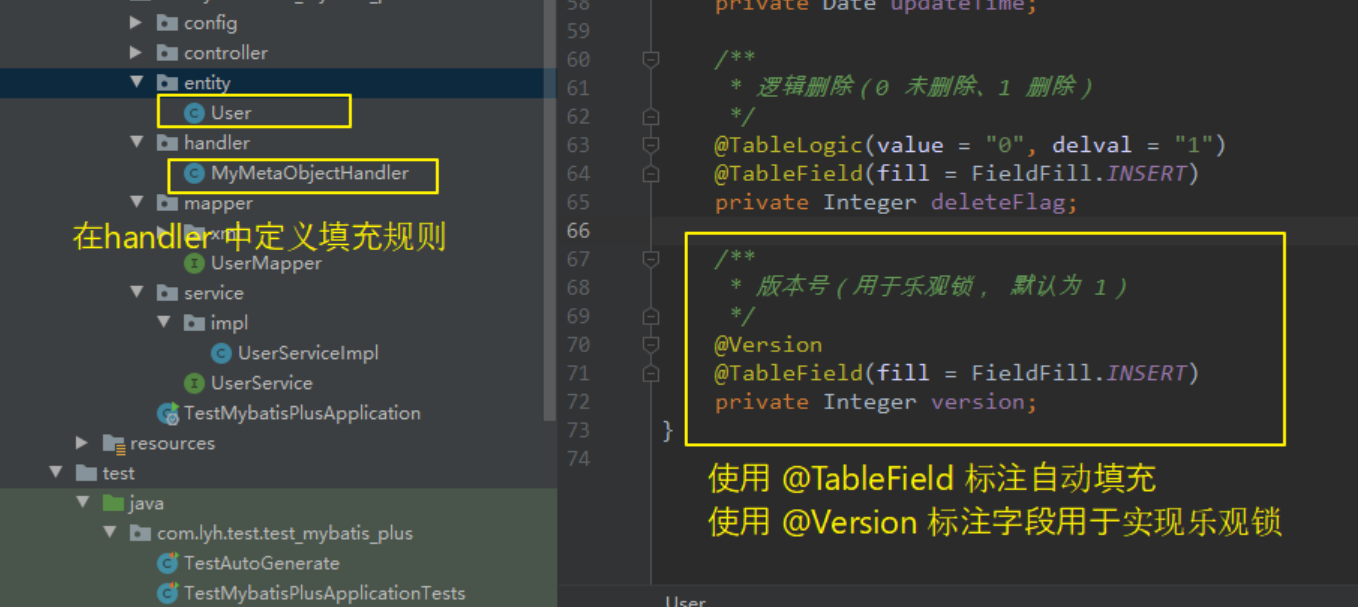 config
controller
entity
User
handler
MyMetaObjectHandler
mapper
在handler 中定义填充规则
UserMapper
service
impl
UserServiceImpl
UserService
TestMybatisPlusApplication
resources
test
java
com.lyh.test.test_mybatis_plus
TestAutoGenerate
TestMybatisPlusApplicationTests
58 private Date updateTime;
59
60 /**
61 * 逻辑删除(0 未删除、1 删除)
62 */
63 @TableLogic(value = "0", delval = "1")
64 @TableField(fill = FieldFill.INSERT)
65 private Integer deleteFlag;
66
67 /**
68 * 版本号(用于乐观锁, 默认为 1)
69 */
70 @Version
71 @TableField(fill = FieldFill.INSERT)
72 private Integer version;
73 }
74
使用 @TableField 标注自动填充
使用 @Version 标注字段用于实现乐观锁
User